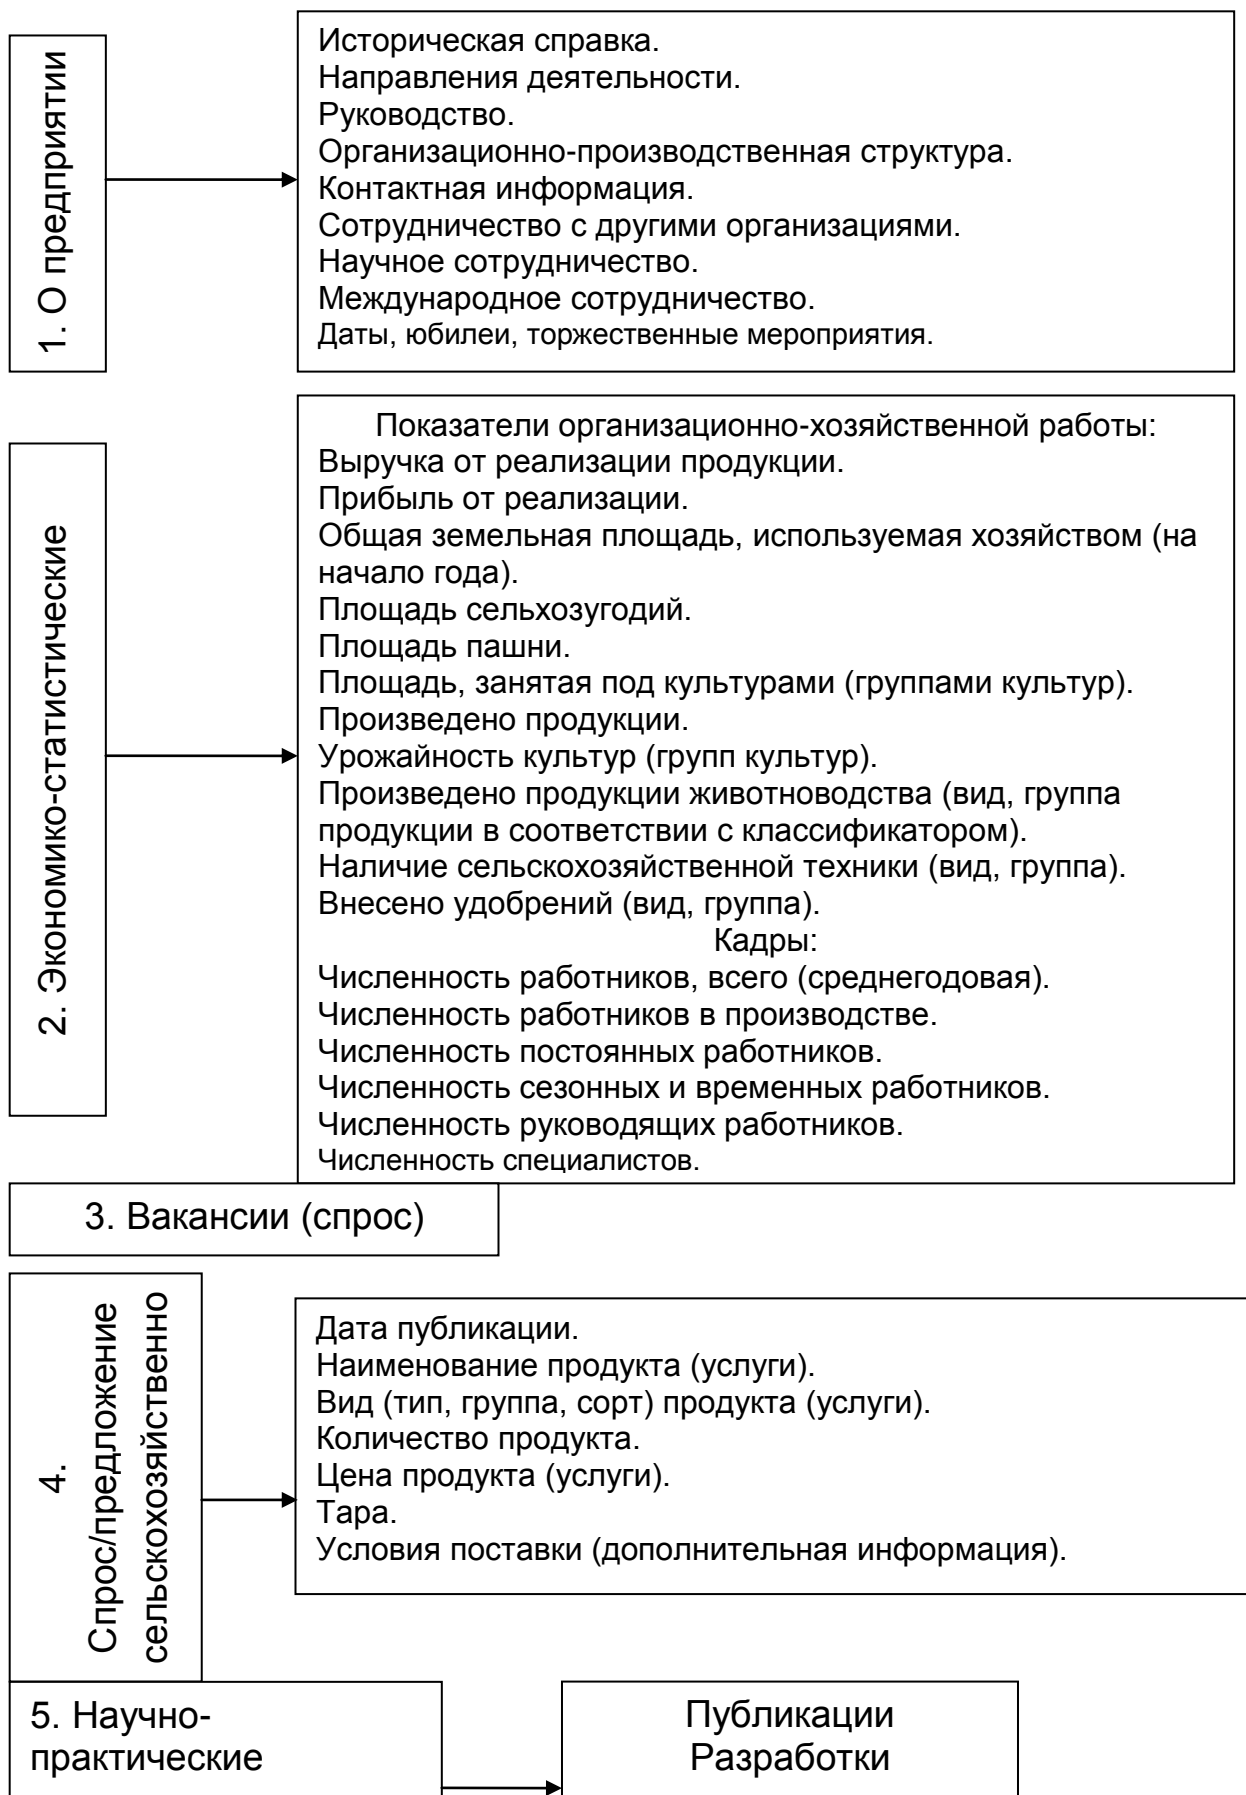 1. О предприятии
Историческая справка.
Направления деятельности.
Руководство.
Организационно-производственная структура.
Контактная информация.
Сотрудничество с другими организациями.
Научное сотрудничество.
Международное сотрудничество.
Даты, юбилеи, торжественные мероприятия.
2. Экономико-статистические
Показатели организационно-хозяйственной работы:
Выручка от реализации продукции.
Прибыль от реализации.
Общая земельная площадь, используемая хозяйством (на
начало года).
Площадь сельхозугодий.
Площадь пашни.
Площадь, занятая под культурами (группами культур).
Произведено продукции.
Урожайность культур (групп культур).
Произведено продукции животноводства (вид, группа
продукции в соответствии с классификатором).
Наличие сельскохозяйственной техники (вид, группа).
Внесено удобрений (вид, группа).
Кадры:
Численность работников, всего (среднегодовая).
Численность работников в производстве.
Численность постоянных работников.
Численность сезонных и временных работников.
Численность руководящих работников.
Численность специалистов.
3. Вакансии (спрос)
4.
Спрос/предложение
сельскохозяйственно
Дата публикации.
Наименование продукта (услуги).
Вид (тип, группа, сорт) продукта (услуги).
Количество продукта.
Цена продукта (услуги).
Тара.
Условия поставки (дополнительная информация).
5. Научно-
практические
Публикации
Разработки